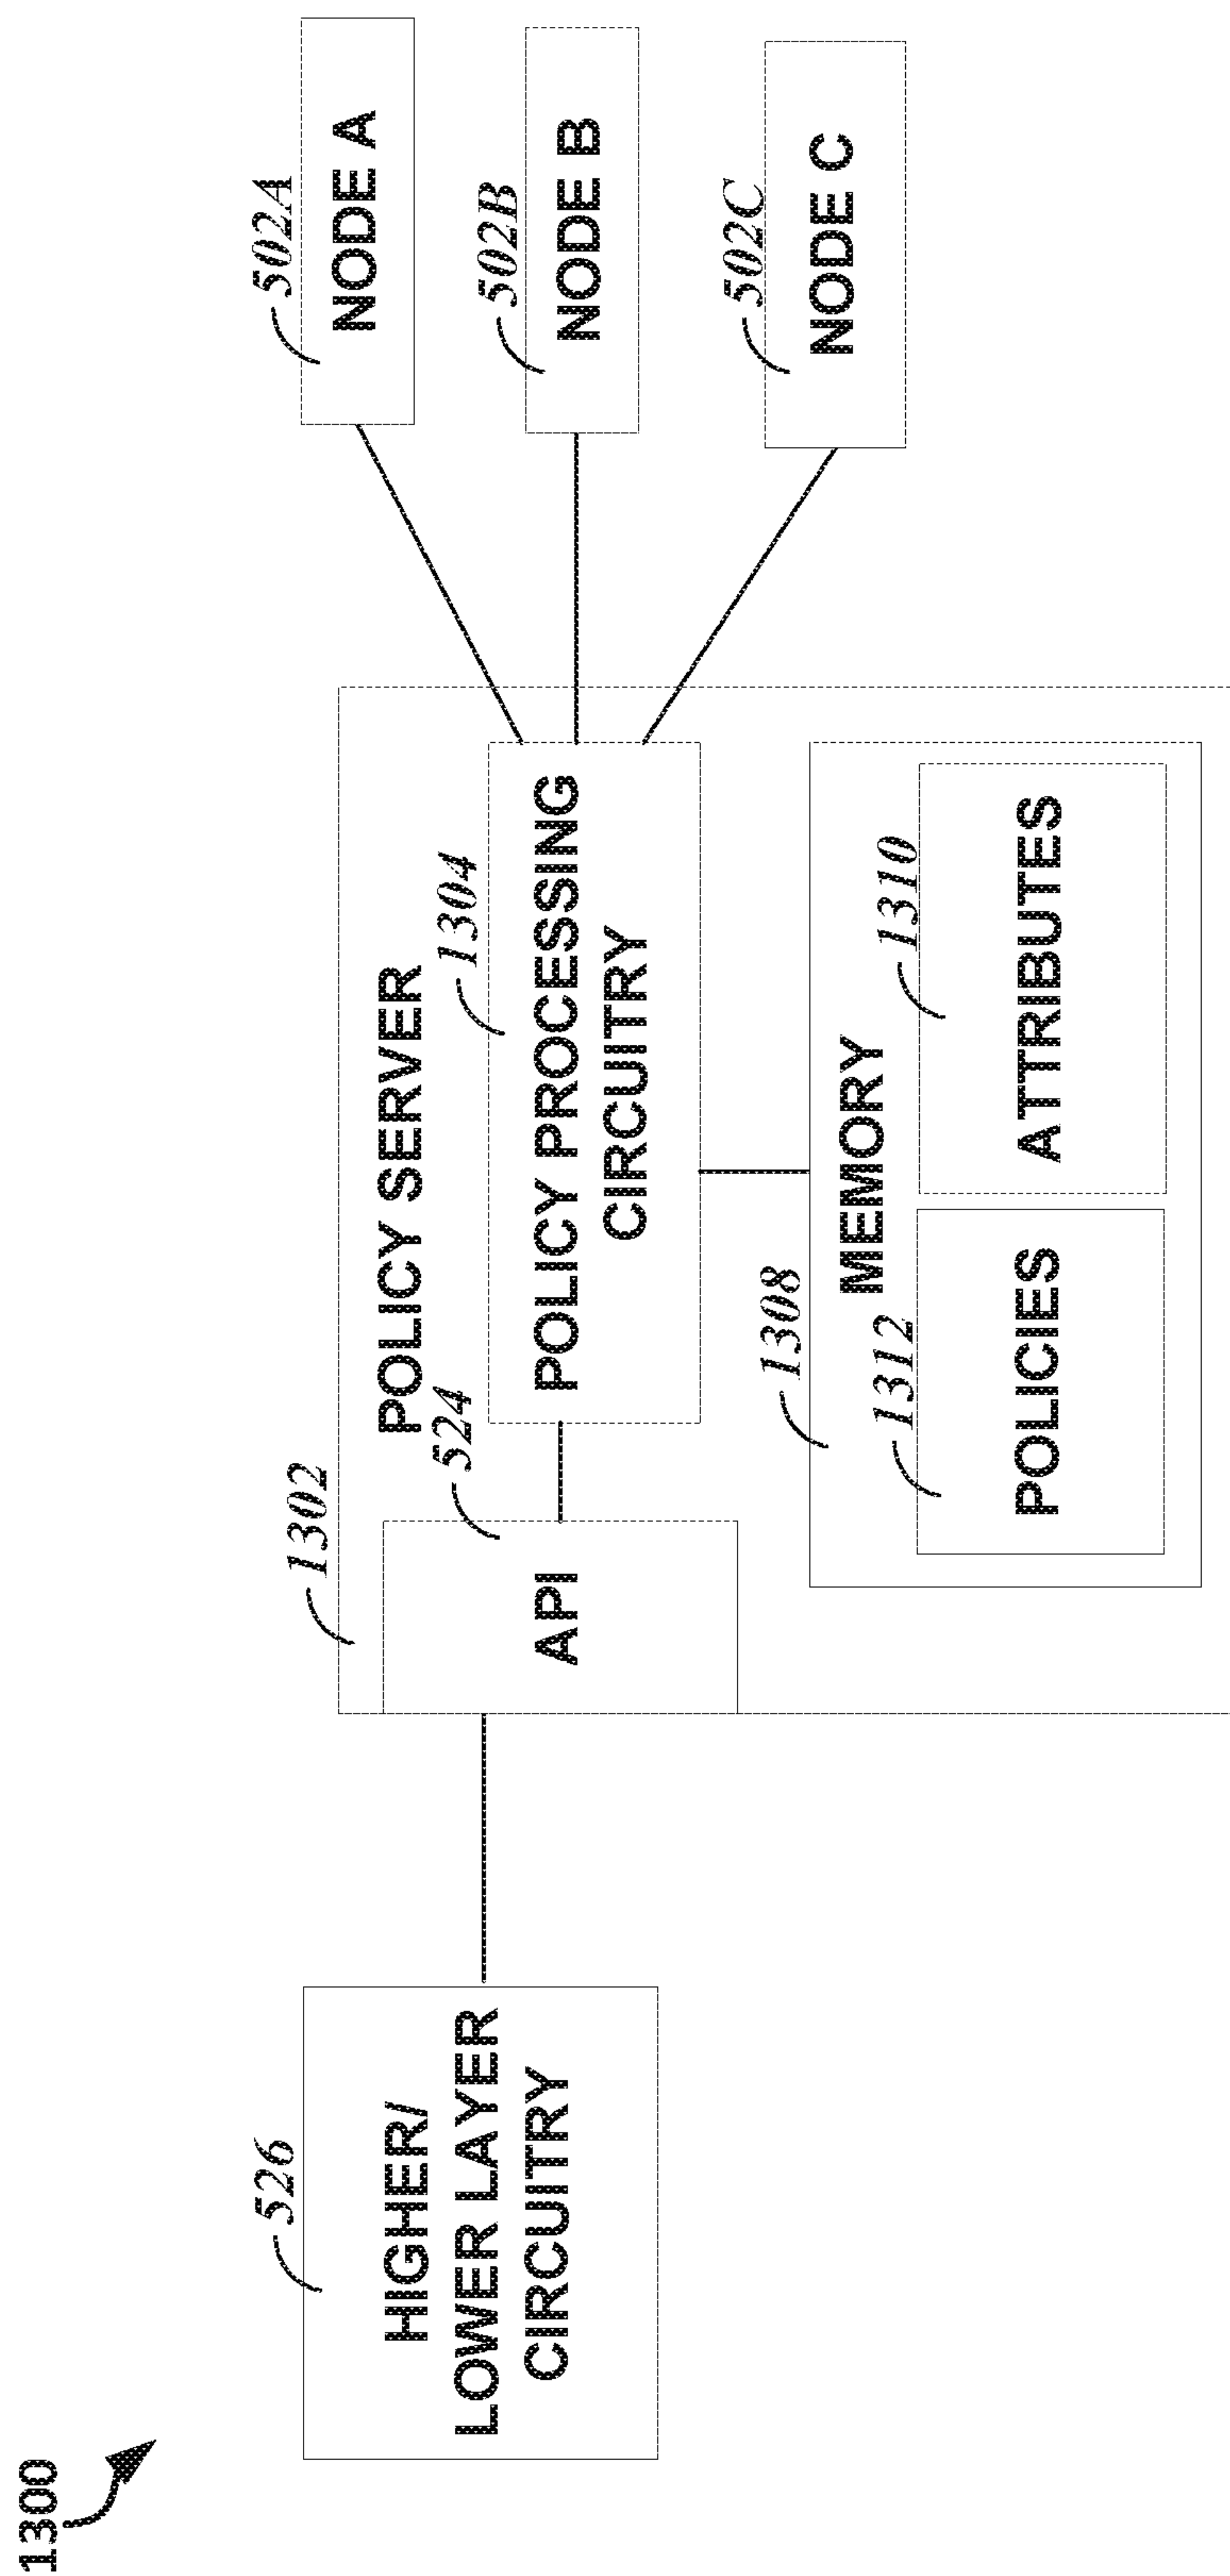 1300
526
HIGHER/
LOWER LAYER
CIRCUITRY
1302
POLICY SERVER
524
API
1304
POLICY PROCESSING
CIRCUITRY
1308
MEMORY
1312
POLICIES
1310
ATTRIBUTES
502A
NODE A
502B
NODE B
502C
NODE C